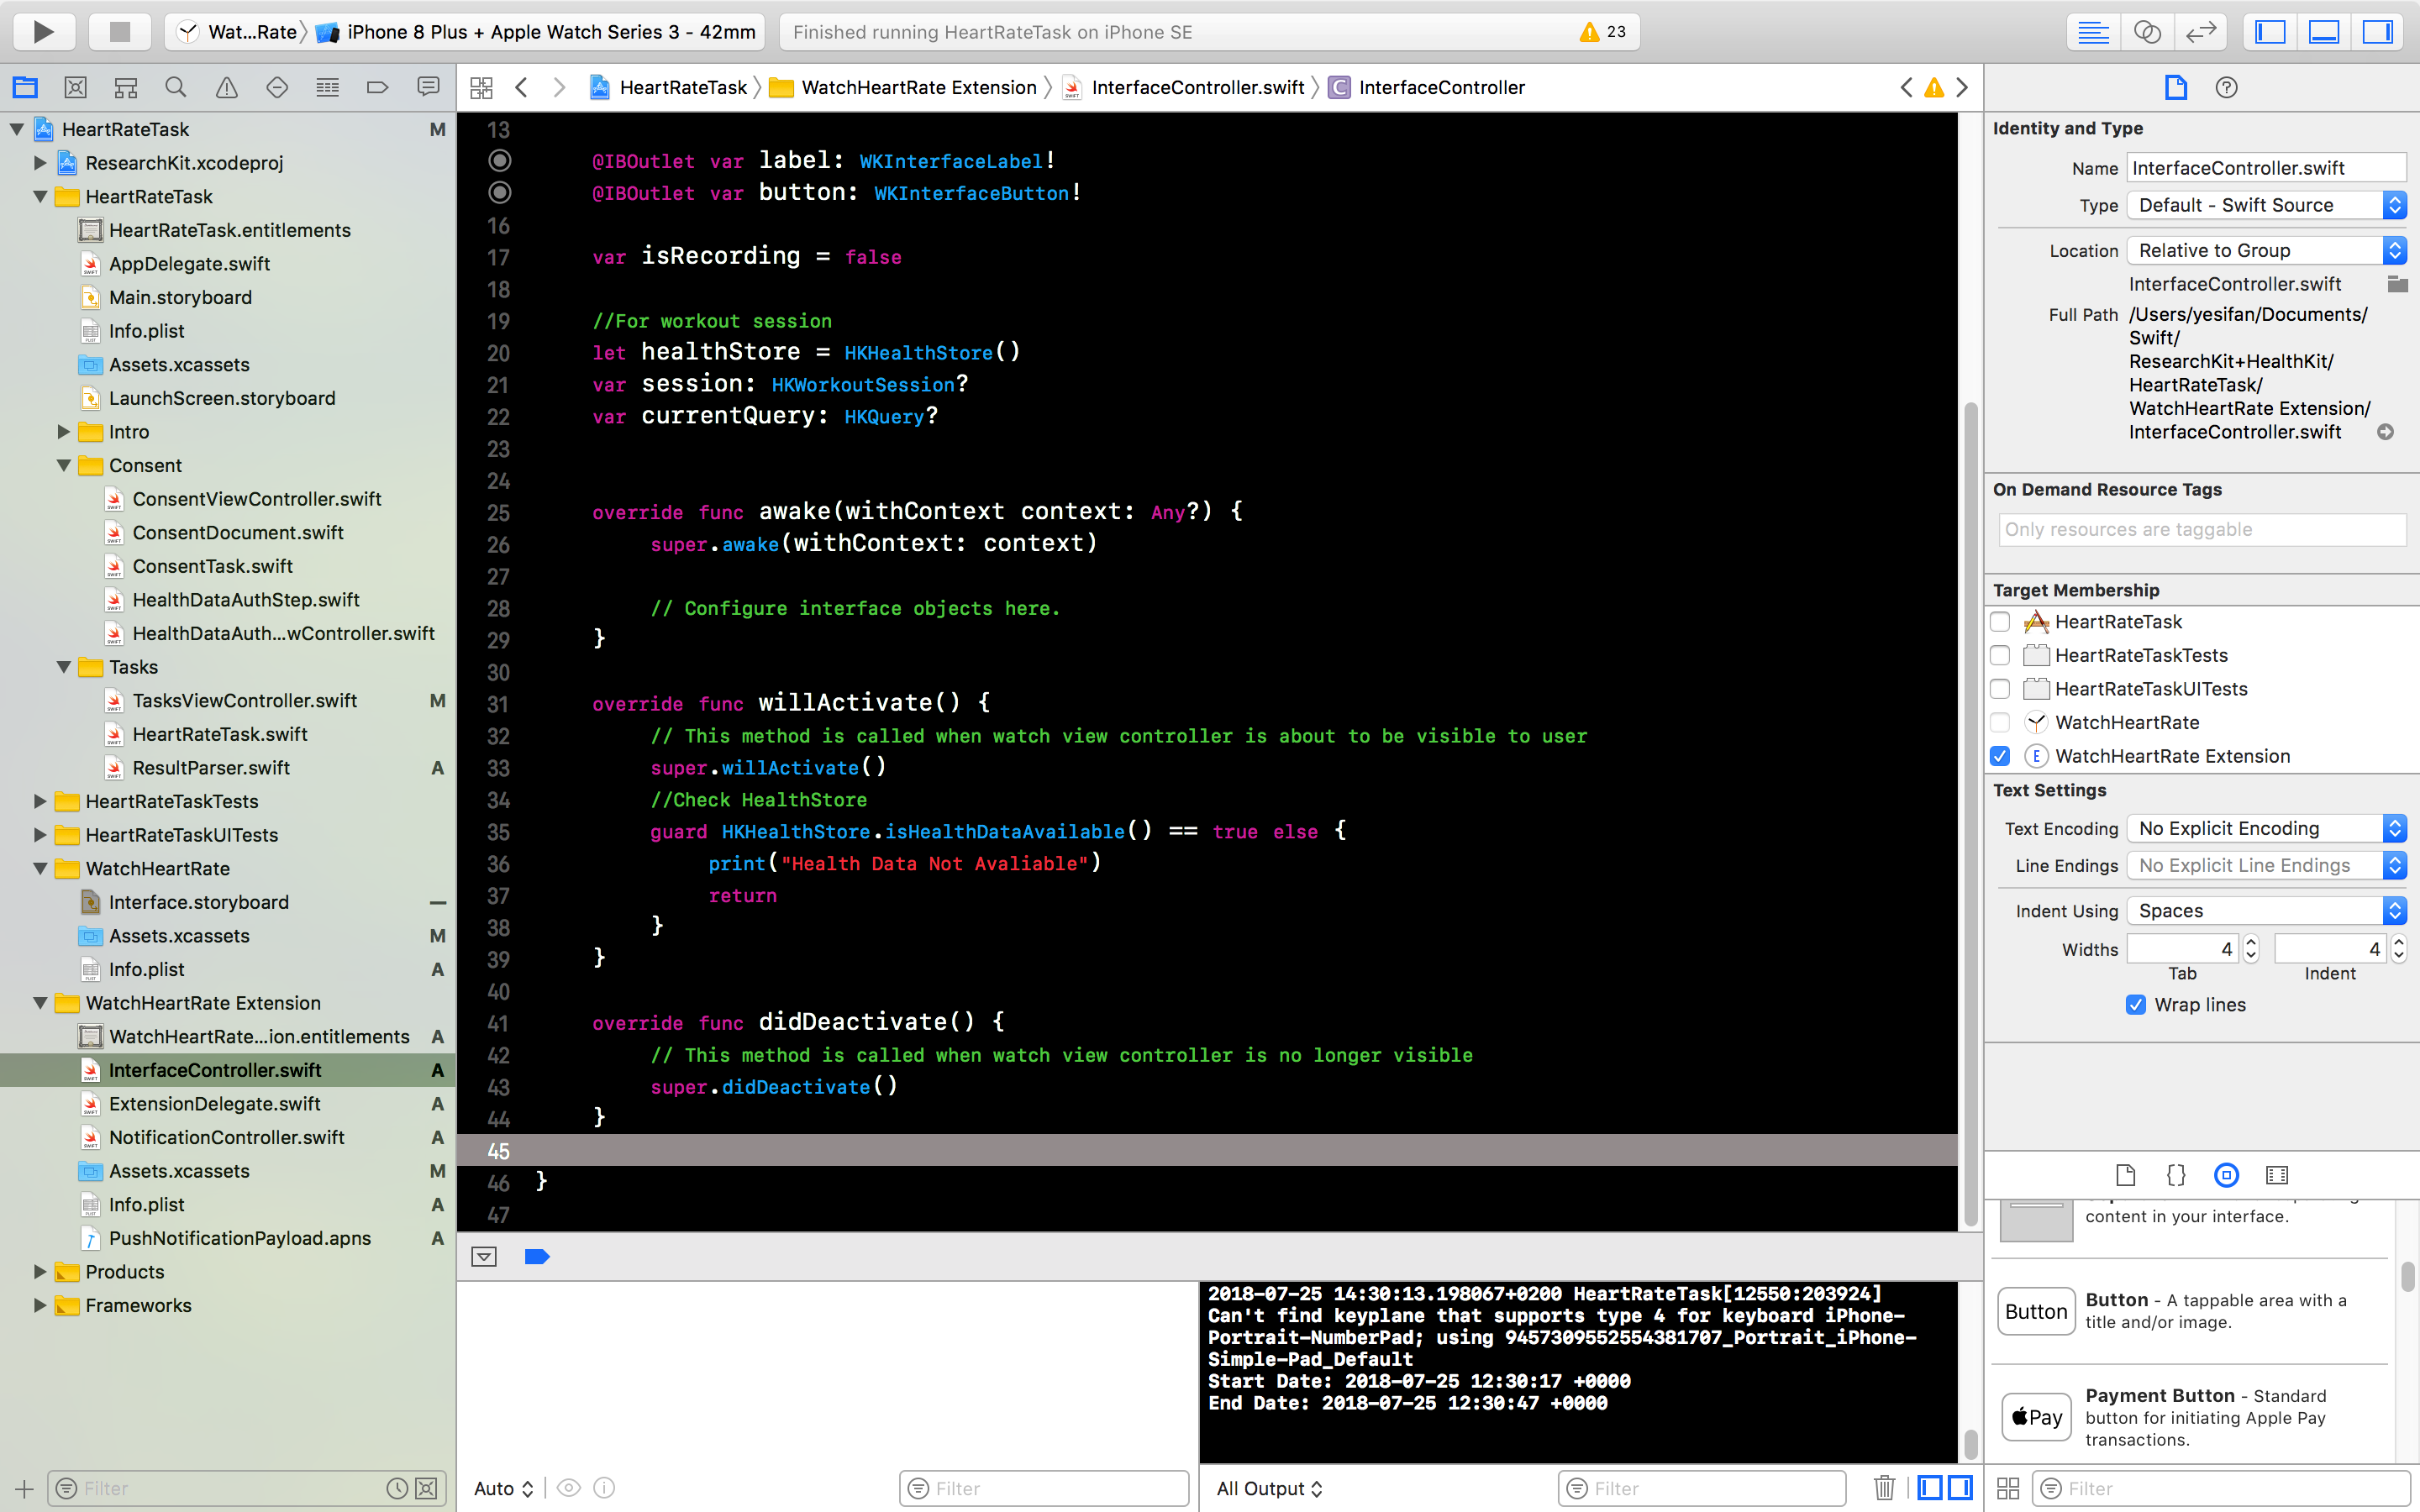 Wat...Rate
iPhone 8 Plus + Apple Watch Series 3 - 42mm
Finished running HeartRateTask on iPhone SE
23
HeartRateTask
WatchHeartRate Extension
InterfaceController.swift
C
InterfaceController
HeartRateTask M
ResearchKit.xcodeproj
HeartRateTask
HeartRateTask.entitlements
AppDelegate.swift
Main.storyboard
Info.plist
Assets.xcassets
LaunchScreen.storyboard
Intro
Consent
ConsentViewController.swift
ConsentDocument.swift
ConsentTask.swift
HealthDataAuthStep.swift
HealthDataAuth...wController.swift
Tasks
TasksViewController.swift M
HeartRateTask.swift
ResultParser.swift A
HeartRateTaskTests
HeartRateTaskUITests
WatchHeartRate
Interface.storyboard —
Assets.xcassets M
Info.plist A
WatchHeartRate Extension
WatchHeartRate...ion.entitlements A
InterfaceController.swift A
ExtensionDelegate.swift A
NotificationController.swift A
Assets.xcassets M
Info.plist A
PushNotificationPayload.apns A
Products
Frameworks
Filter
13
@IBOutlet var label: WKInterfaceLabel!
@IBOutlet var button: WKInterfaceButton!
16
17 var isRecording = false
18
19 //For workout session
20 let healthStore = HKHealthStore()
21 var session: HKWorkoutSession?
22 var currentQuery: HKQuery?
23
24
25 override func awake(withContext context: Any?) {
26 super.awake(withContext: context)
27
28 // Configure interface objects here.
29 }
30
31 override func willActivate() {
32 // This method is called when watch view controller is about to be visible to user
33 super.willActivate()
34 //Check HealthStore
35 guard HKHealthStore.isHealthDataAvailable() == true else {
36 print("Health Data Not Avaliable")
37 return
38 }
39 }
40
41 override func didDeactivate() {
42 // This method is called when watch view controller is no longer visible
43 super.didDeactivate()
44 }
45
46 }
47
Auto
Filter
2018-07-25 14:30:13.198067+0200 HeartRateTask[12550:203924]
Can't find keyplane that supports type 4 for keyboard iPhone-
Portrait-NumberPad; using 9457309552554381707_Portrait_iPhone-
Simple-Pad_Default
Start Date: 2018-07-25 12:30:17 +0000
End Date: 2018-07-25 12:30:47 +0000
All Output
Filter
Identity and Type
Name InterfaceController.swift
Type Default - Swift Source
Location Relative to Group
InterfaceController.swift
Full Path /Users/yesifan/Documents/
Swift/
ResearchKit+HealthKit/
HeartRateTask/
WatchHeartRate Extension/
InterfaceController.swift
On Demand Resource Tags
Only resources are taggable
Target Membership
HeartRateTask
HeartRateTaskTests
HeartRateTaskUITests
WatchHeartRate
E WatchHeartRate Extension
Text Settings
Text Encoding No Explicit Encoding
Line Endings No Explicit Line Endings
Indent Using Spaces
Widths 4 4
Tab Indent
Wrap lines
{}
content in your interface.
Button
Button - A tappable area with a
title and/or image.
Pay
Payment Button - Standard
button for initiating Apple Pay
transactions.
Filter